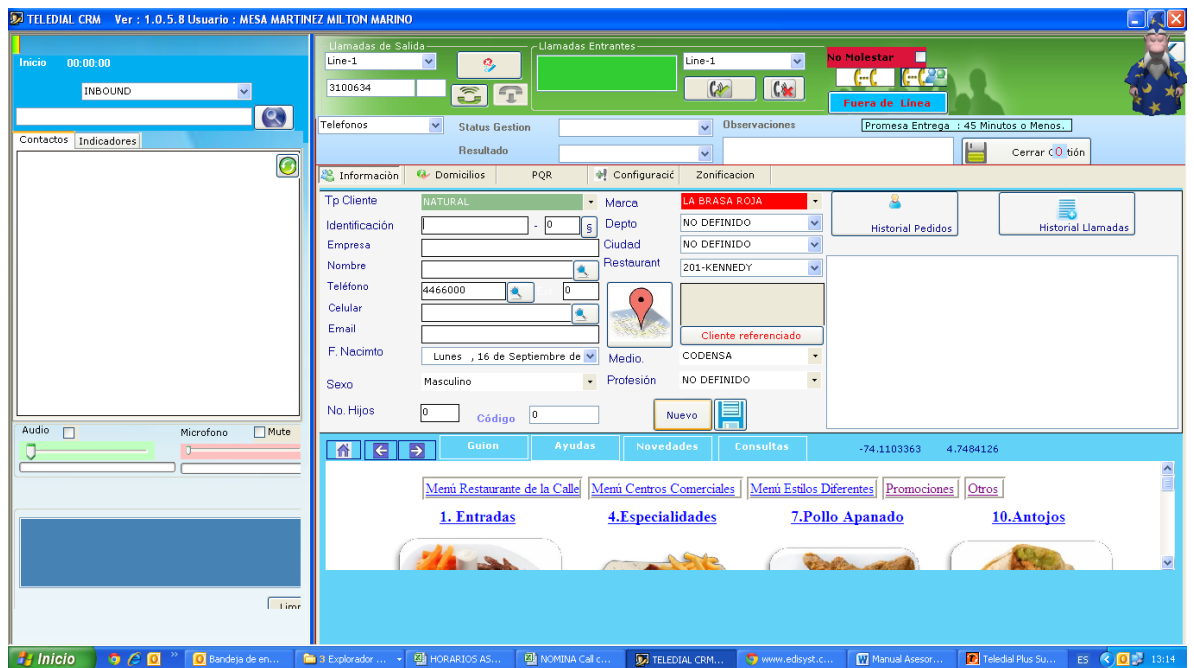 TELEDIAL CRM Ver : 1.0.5.8 Usuario : MESA MARTINEZ MILTON MARINO
Inicio 00:00:00
INBOUND
Contactos Indicadores
Audio Microfono Mute
Llamadas de Salida
Line-1
3100634
Llamadas Entrantes
Line-1
No Molestar
Fuera de Línea
Telefonos
Status Gestion
Resultado
Observaciones
Promesa Entrega : 45 Minutos o Menos.
Cerrar 0 tión
Informaciòn Domicilios PQR Configuració Zonificacion
Tp Cliente NATURAL
Identificación - 0 §
Empresa
Nombre
Teléfono 4466000 0
Celular
Email
F. Nacimto Lunes , 16 de Septiembre de
Sexo Masculino
No. Hijos 0 Código 0
Marca LA BRASA ROJA
Depto NO DEFINIDO
Ciudad NO DEFINIDO
Restaurant 201-KENNEDY
Cliente referenciado
Medio. CODENSA
Profesión NO DEFINIDO
Nuevo
Historial Pedidos
Historial Llamadas
Guion Ayudas Novedades Consultas
-74.1103363 4.7484126
Menú Restaurante de la Calle Menú Centros Comerciales Menú Estilos Diferentes Promociones Otros
1. Entradas 4.Especialidades 7.Pollo Apanado 10.Antojos
Inicio Bandeja de en... 3 Explorador ... HORARIOS AS... NOMINA Call c... TELEDIAL CRM... www.edisyst.c... Manual Asesor... Teledial Plus Su... ES 13:14